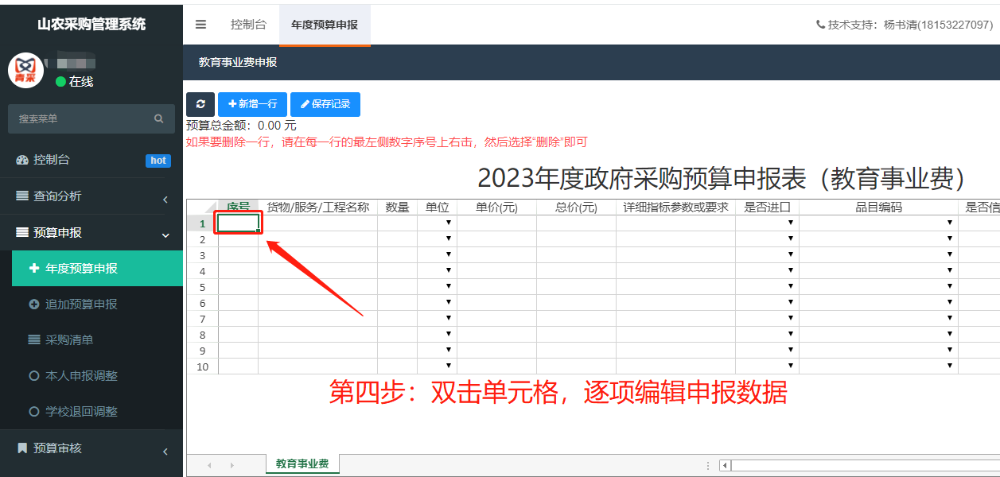 山农采购管理系统
控制台
年度预算申报
技术支持：杨书清(18153227097)
青采
在线
教育事业费申报
搜索菜单
新增一行
保存记录
预算总金额：0.00 元
如果要删除一行，请在每一行的最左侧数字序号上右击，然后选择“删除”即可
控制台
hot
查询分析
预算申报
年度预算申报
追加预算申报
采购清单
本人申报调整
学校退回调整
预算审核
2023年度政府采购预算申报表（教育事业费）
序号 货物/服务/工程名称 数量 单位 单价(元) 总价(元) 详细指标参数或要求 是否进口 品目编码 是否信
1
2
3
4
5
6
7
8
9
10
第四步：双击单元格，逐项编辑申报数据
教育事业费